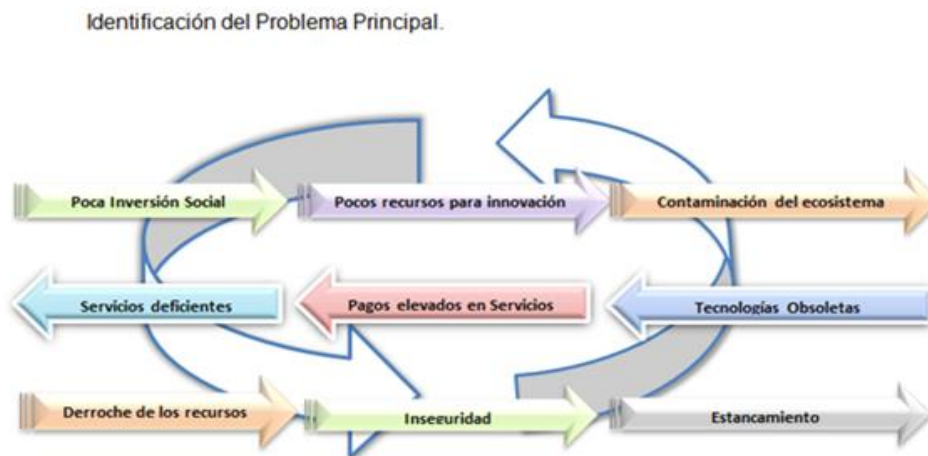 Identificación del Problema Principal.
Poca Inversión Social
Pocos recursos para innovación
Contaminación del ecosistema
Servicios deficientes
Pagos elevados en Servicios
Tecnologías Obsoletas
Derroche de los recursos
Inseguridad
Estancamiento